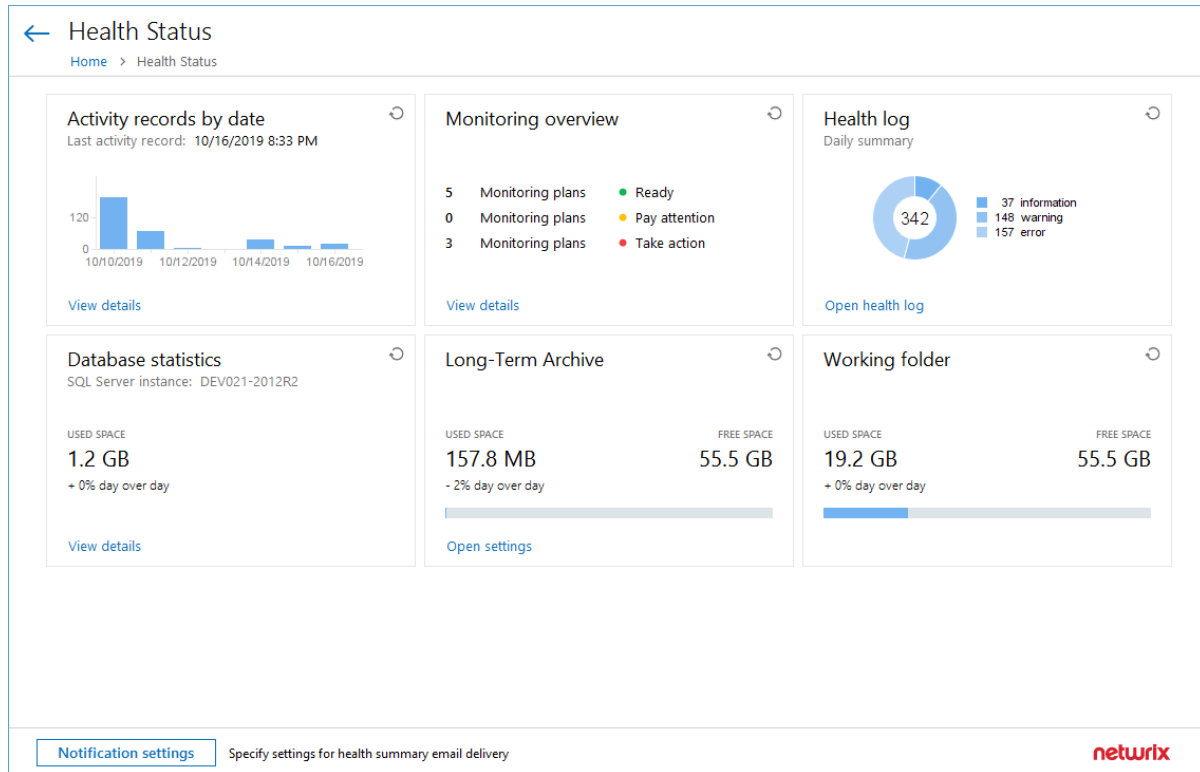 Health Status
Home > Health Status
Activity records by date
Last activity record: 10/16/2019 8:33 PM
120
0
10/10/2019 10/12/2019 10/14/2019 10/16/2019
View details
Monitoring overview
5 Monitoring plans Ready
0 Monitoring plans Pay attention
3 Monitoring plans Take action
View details
Health log
Daily summary
342
37 information
148 warning
157 error
Open health log
Database statistics
SQL Server instance: DEV021-2012R2
USED SPACE
1.2 GB
+ 0% day over day
View details
Long-Term Archive
USED SPACE FREE SPACE
157.8 MB 55.5 GB
- 2% day over day
Open settings
Working folder
USED SPACE FREE SPACE
19.2 GB 55.5 GB
+ 0% day over day
Notification settings Specify settings for health summary email delivery
netwrix